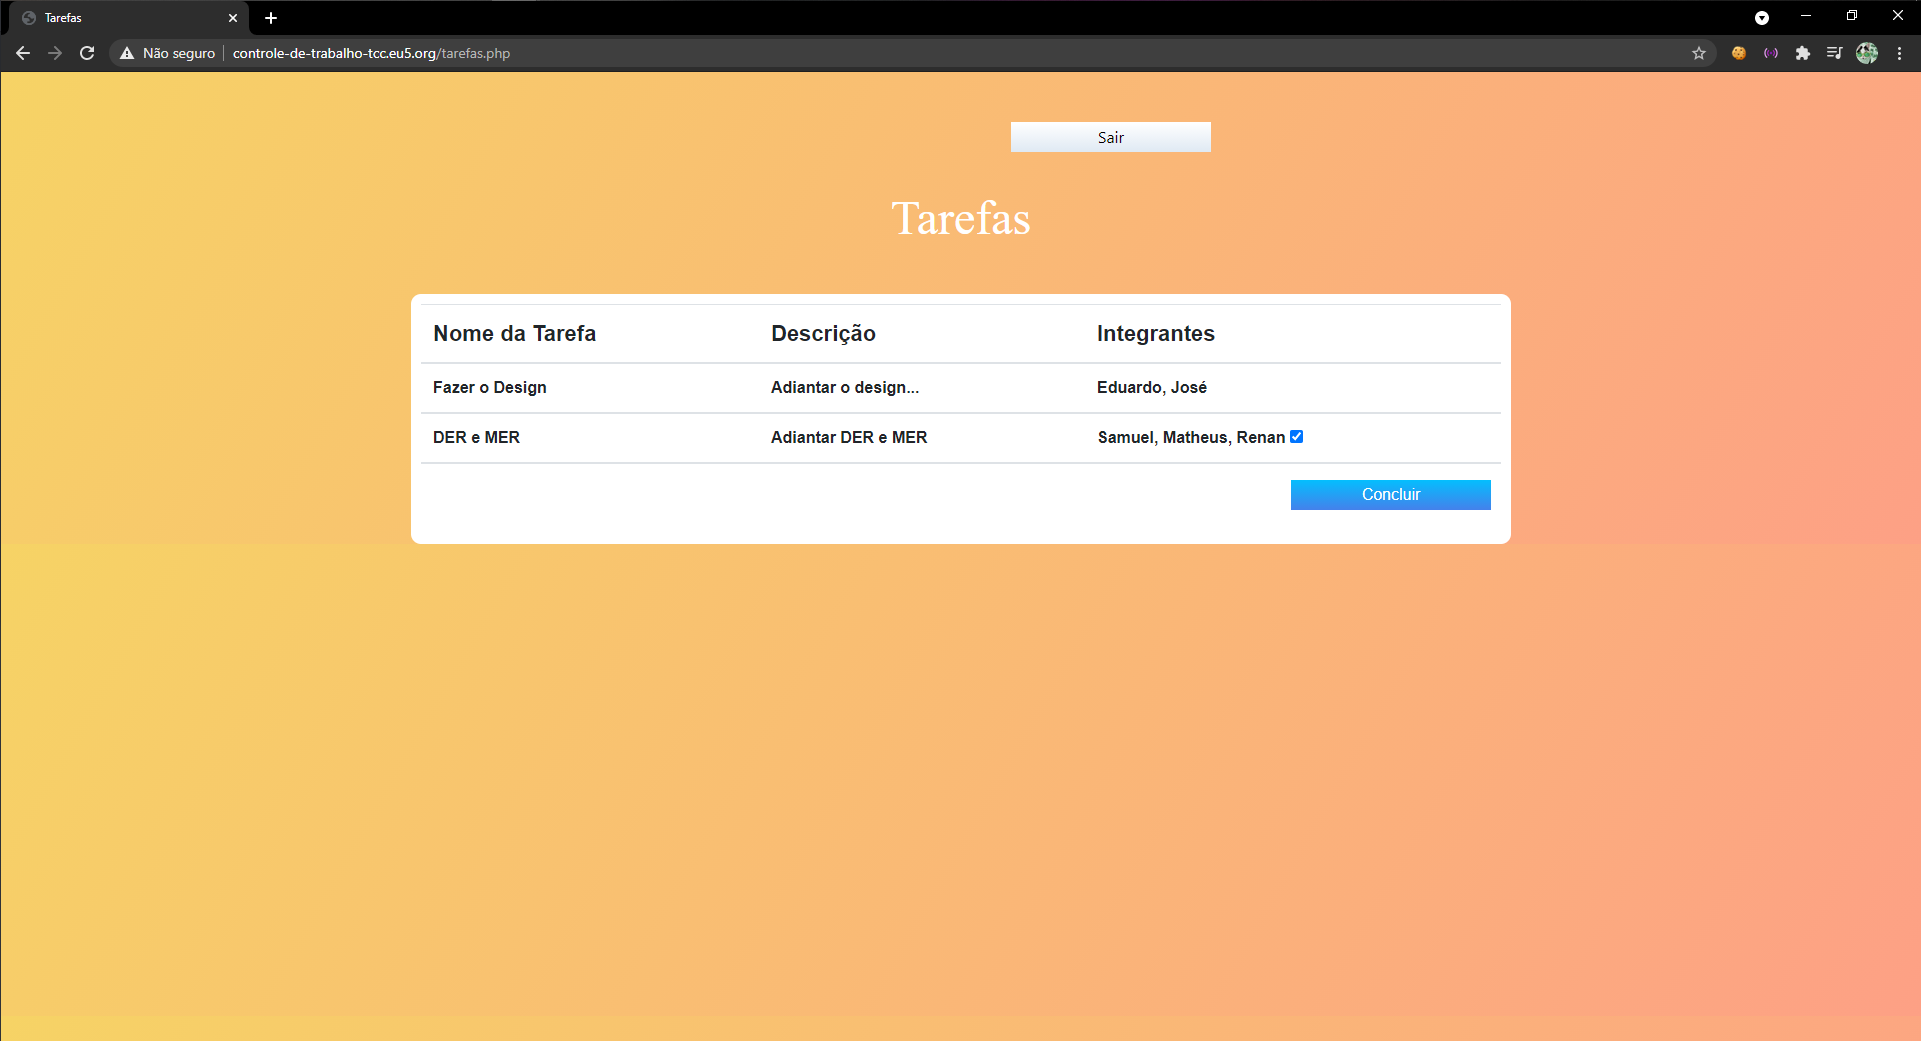 Tarefas
Não seguro controle-de-trabalho-tcc.eu5.org/tarefas.php
Sair
Tarefas
Nome da Tarefa Descrição Integrantes
Fazer o Design Adiantar o design... Eduardo, José
DER e MER Adiantar DER e MER Samuel, Matheus, Renan
Concluir